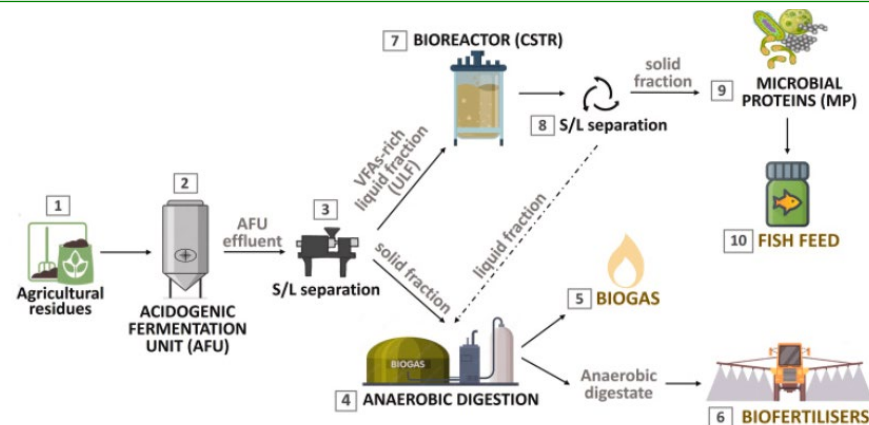 7 BIOREACTOR (CSTR)
solid
fraction
9 MICROBIAL
PROTEINS (MP)
8 S/L separation
VFAs-rich
liquid fraction
(ULF)
1
2
3
AFU
effluent
Agricultural
residues
ACIDOGENIC
FERMENTATION
UNIT (AFU)
S/L separation
solid fraction
liquid fraction
10 FISH FEED
5 BIOGAS
BIOGAS
4 ANAEROBIC DIGESTION
Anaerobic
digestate
6 BIOFERTILISERS